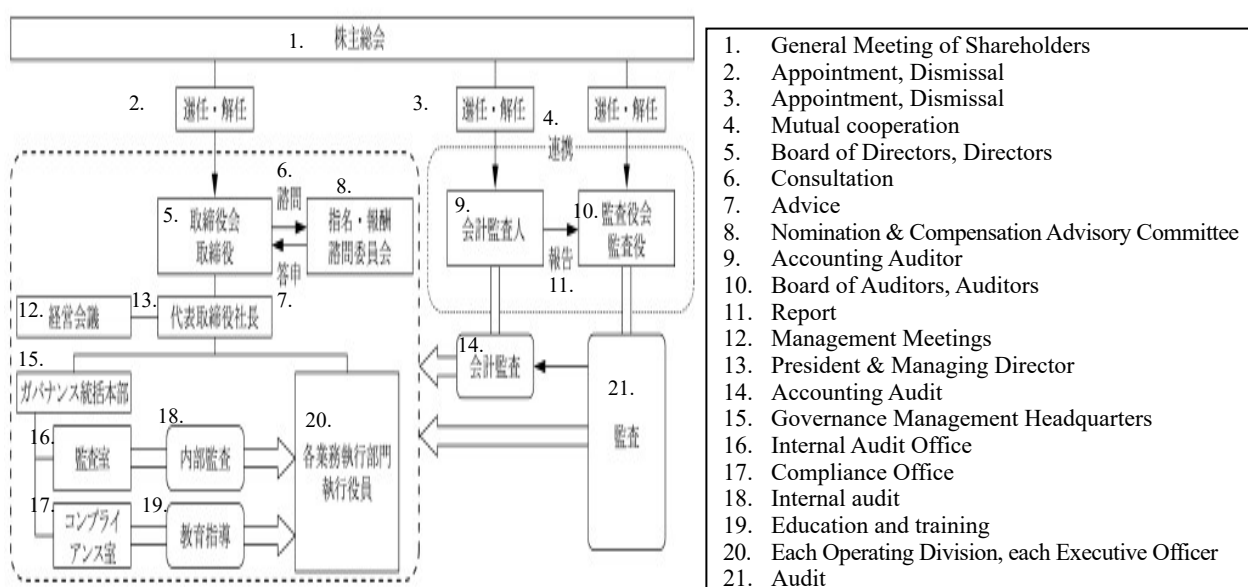 1. 株主総会
2. 選任・解任
3. 選任・解任
選任・解任
4.
連携
5. 取締役会
取締役
6.
諮問
答申
7.
8.
指名・報酬
諮問委員会
9.
会計監査人
報告
11.
10. 監査役会
監査役
12. 経営会議
13. 代表取締役社長
14.
会計監査
15.
ガバナンス統括本部
16.
監査室
18.
内部監査
17. コンプライ
アンス室
19.
教育指導
20.
各業務執行部門
執行役員
21.
監査
1. General Meeting of Shareholders
2. Appointment, Dismissal
3. Appointment, Dismissal
4. Mutual cooperation
5. Board of Directors, Directors
6. Consultation
7. Advice
8. Nomination & Compensation Advisory Committee
9. Accounting Auditor
10. Board of Auditors, Auditors
11. Report
12. Management Meetings
13. President & Managing Director
14. Accounting Audit
15. Governance Management Headquarters
16. Internal Audit Office
17. Compliance Office
18. Internal audit
19. Education and training
20. Each Operating Division, each Executive Officer
21. Audit